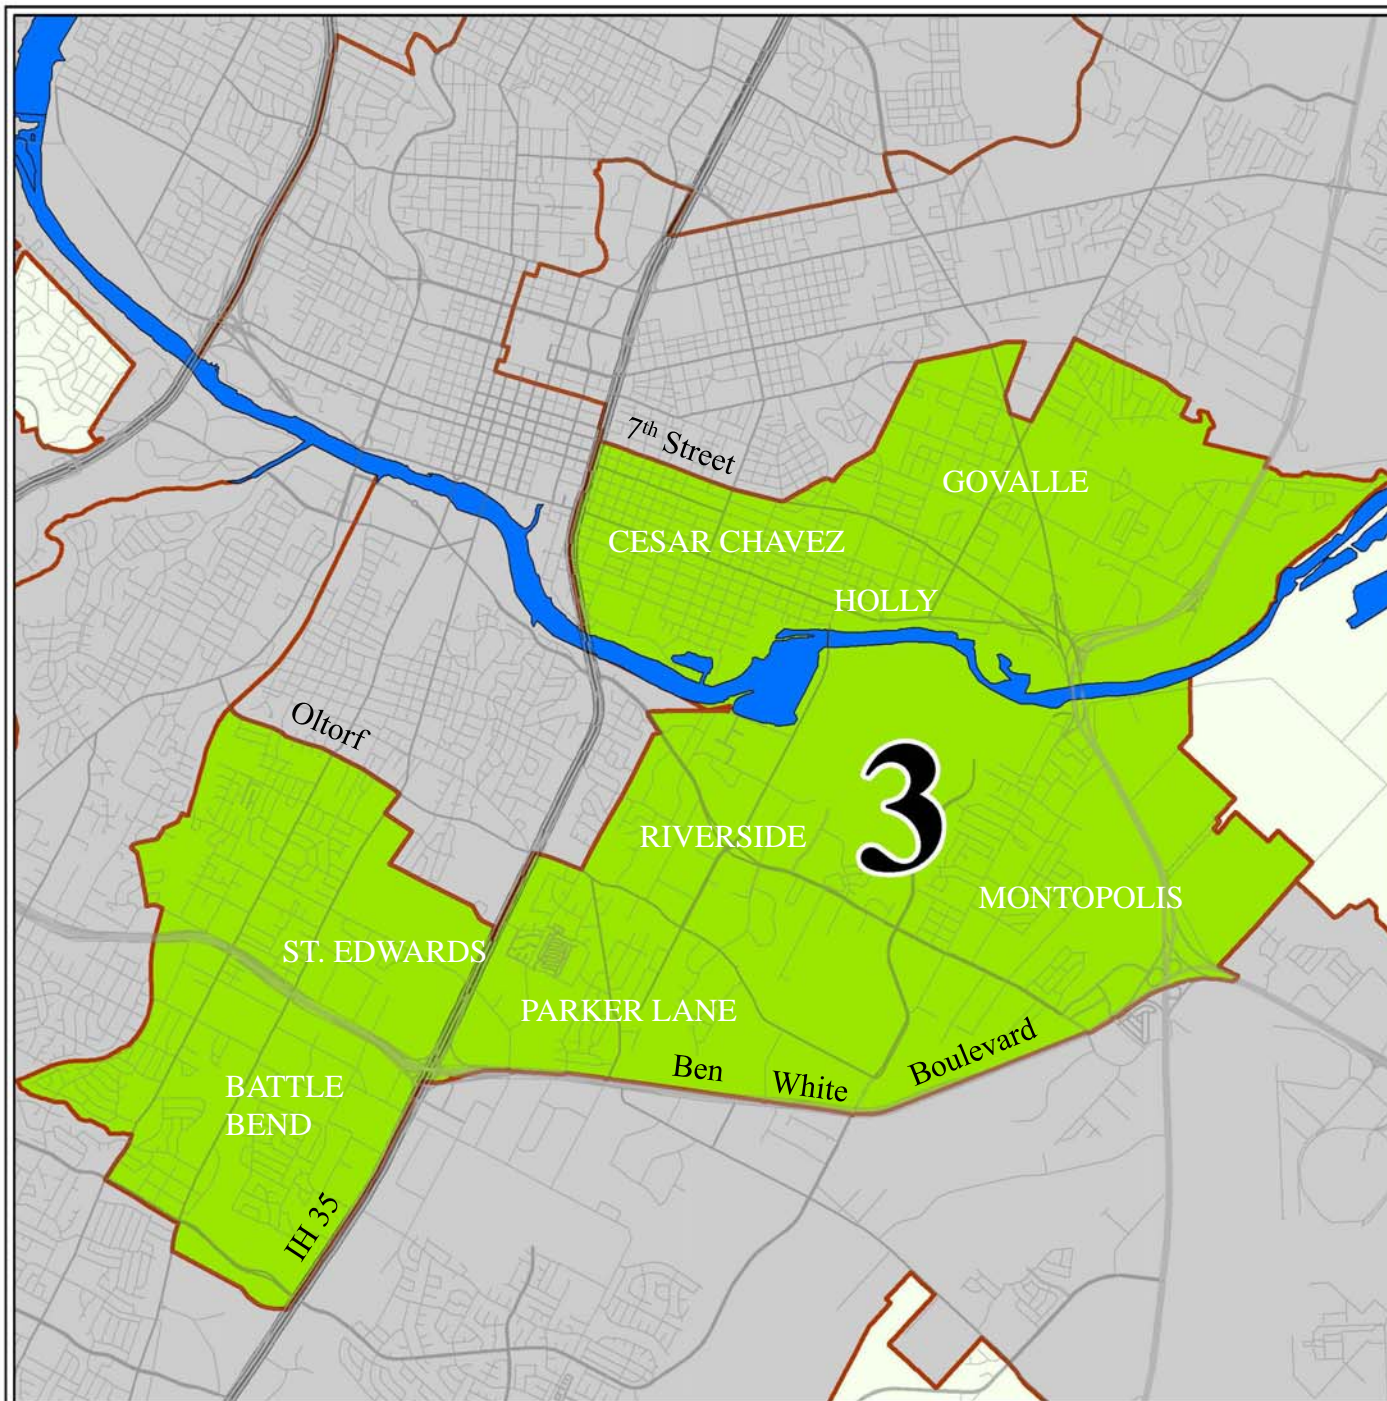 7th Street
GOVALLE
CESAR CHAVEZ
HOLLY
Oltorf
3
RIVERSIDE
MONTOPOLIS
ST. EDWARDS
PARKER LANE
Ben White Boulevard
BATTLE
BEND
IH 35